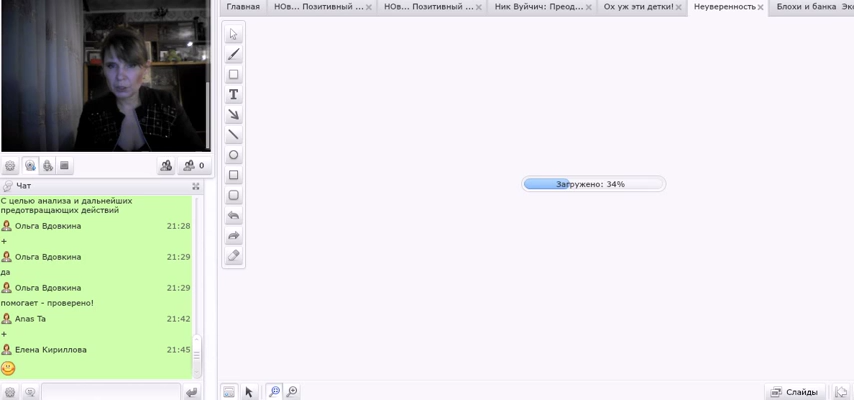 Главная
НОв... Позитивный ...
НОв... Позитивный ...
Ник Вуйчич: Преод...
Ох уж эти детки!
Неуверенность
Блохи и банка
Экс
T
0
Чат
С целью анализа и дальнейших
предотвращающих действий
Ольга Вдовкина 21:28
+
Ольга Вдовкина 21:29
да
Ольга Вдовкина 21:29
помогает - проверено!
Anas Ta 21:42
+
Елена Кириллова 21:45
Загружено: 34%
Слайды